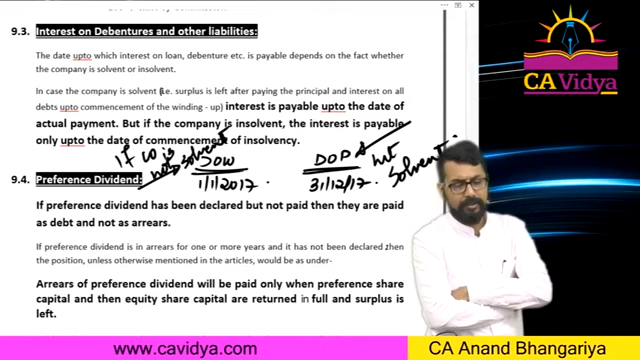 9.3. Interest on Debentures and other liabilities:
The date upto which interest on loan, debenture etc. is payable depends on the fact whether
the company is solvent or insolvent.
In case the company is solvent (i.e. surplus is left after paying the principal and interest on all
debts upto commencement of the winding - up) interest is payable upto the date of
actual payment. But if the company is insolvent, the interest is payable
only upto the date of commencement of insolvency.
if co is
not solvent
DOW
1/1/2017
DOP
31/12/17
int
solvent
9.4. Preference Dividend:
If preference dividend has been declared but not paid then they are paid
as debt and not as arrears.
If preference dividend is in arrears for one or more years and it has not been declared then
the position, unless otherwise mentioned in the articles, would be as under-
Arrears of preference dividend will be paid only when preference share
capital and then equity share capital are returned in full and surplus is
left.
CA Vidya
www.cavidya.com
CA Anand Bhangariya